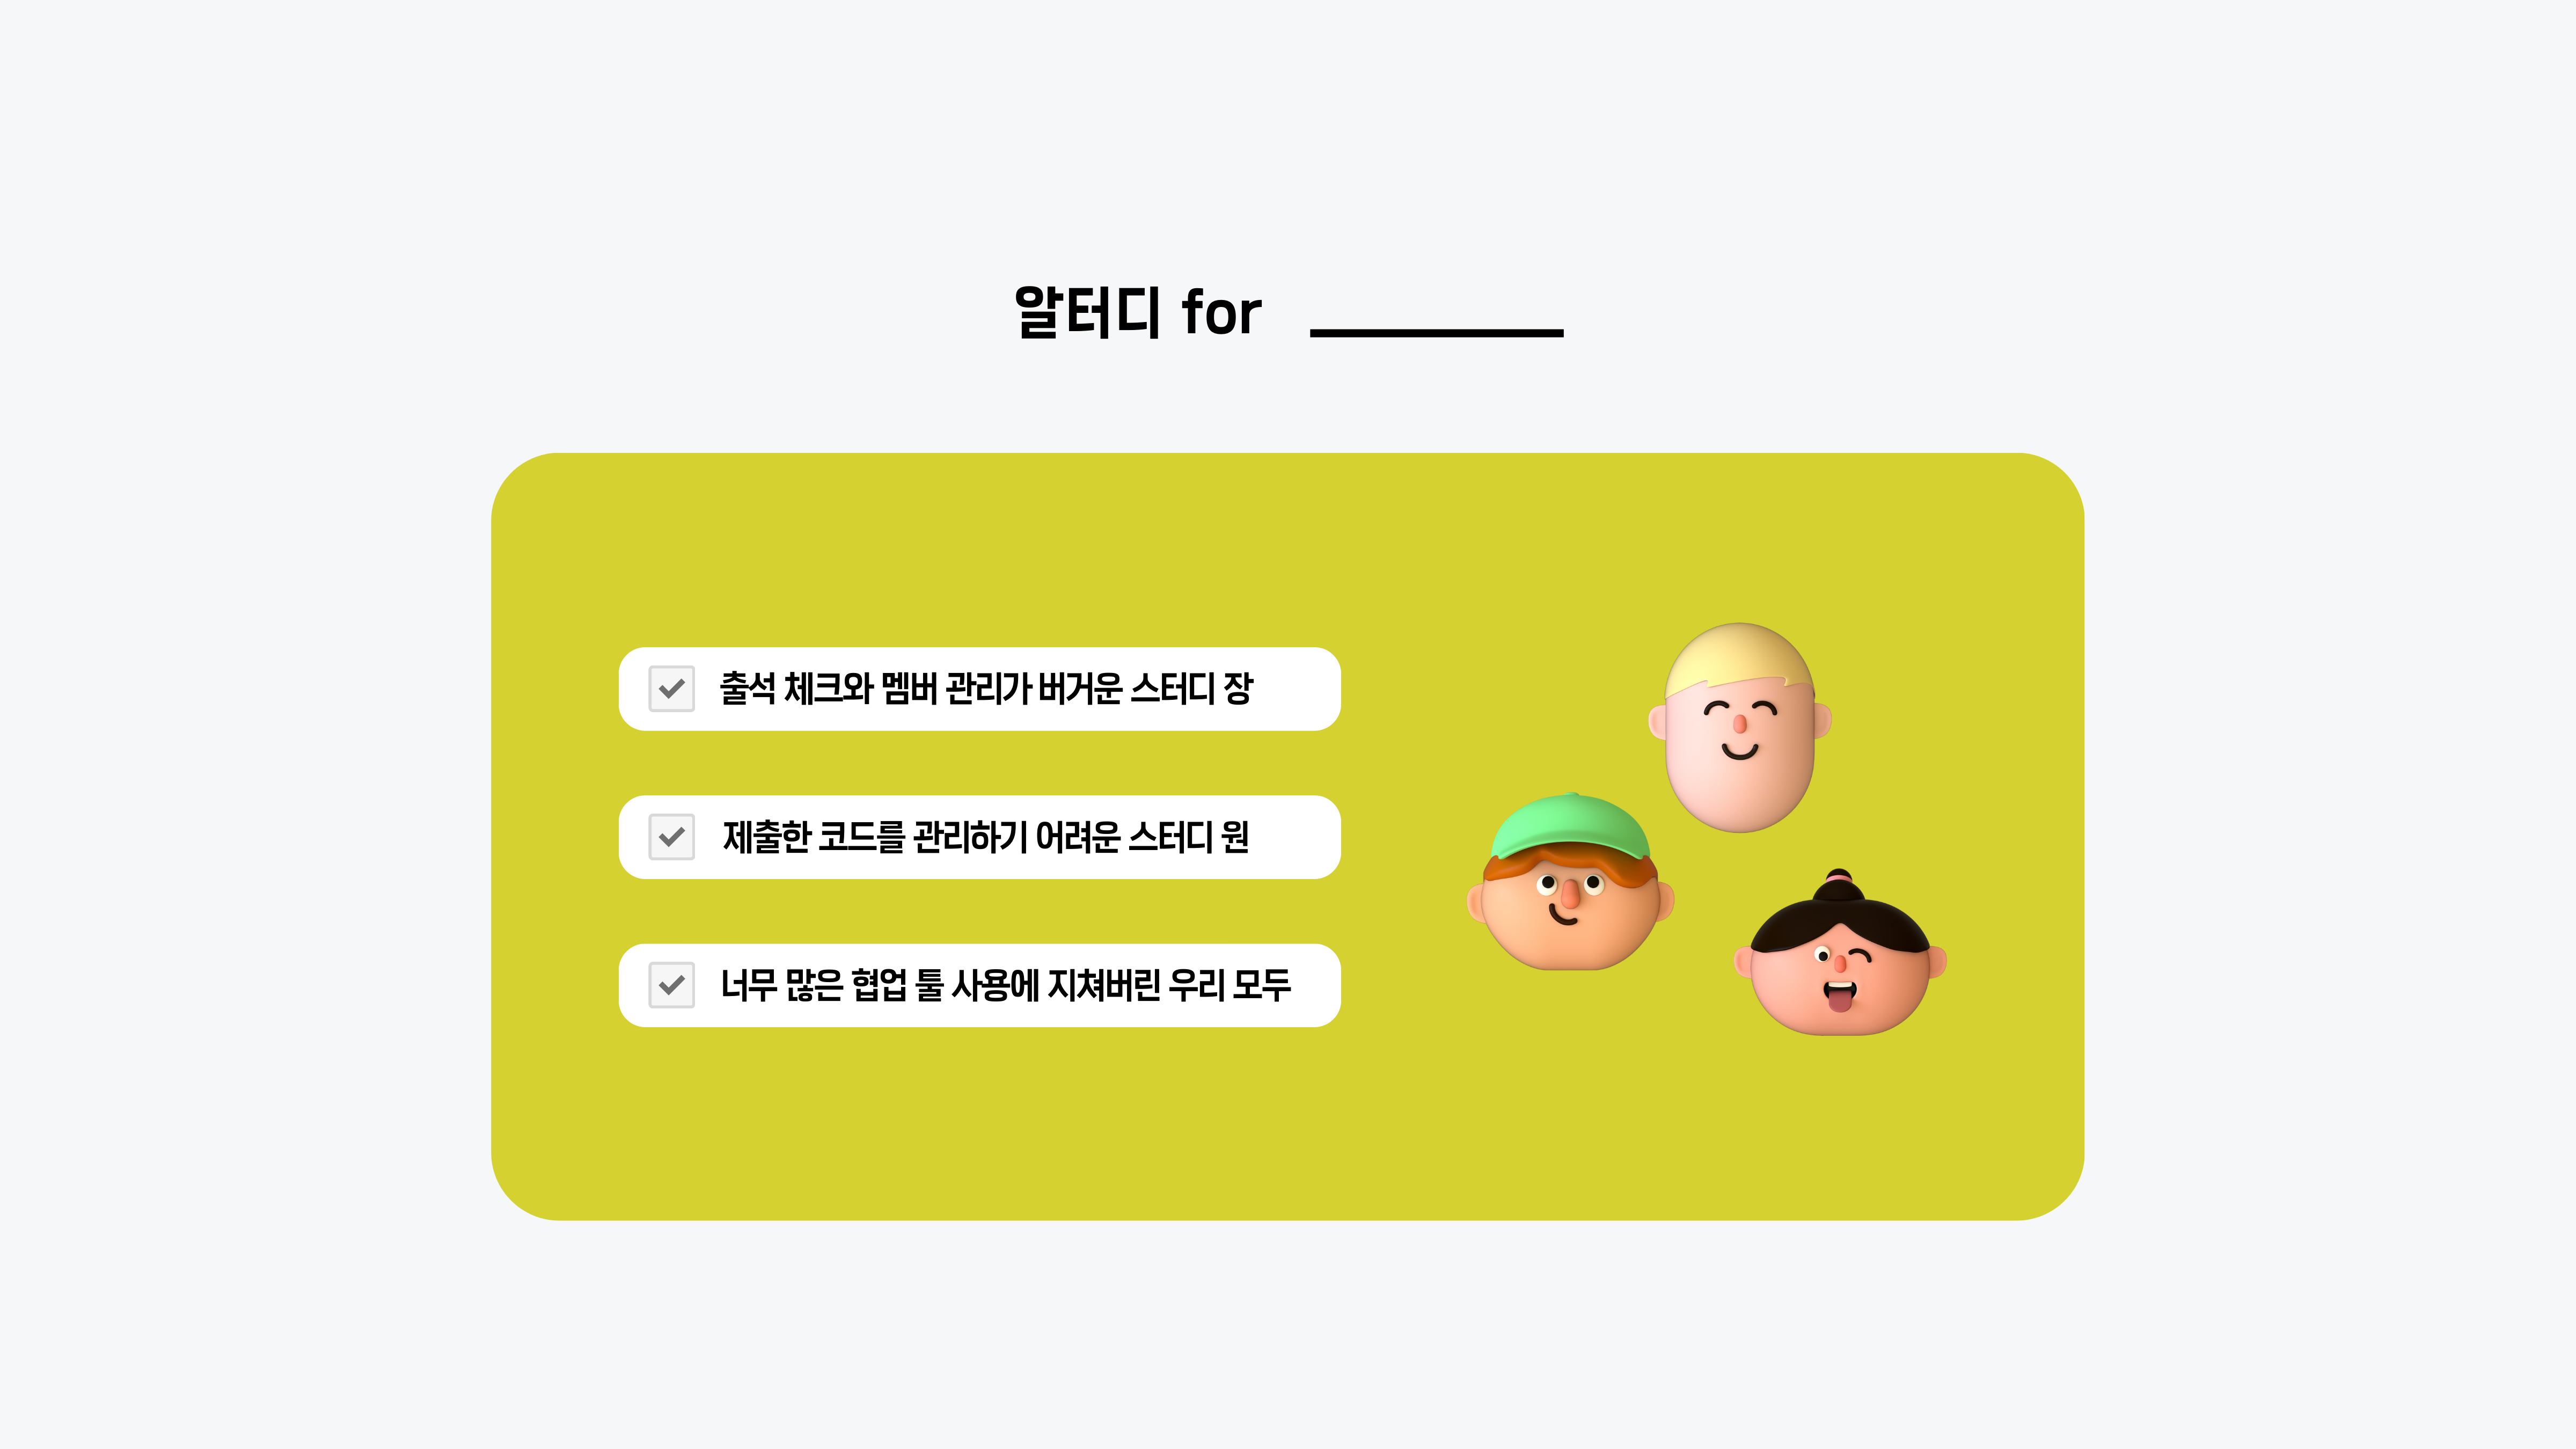 알터디 for
출석 체크와 멤버 관리가 버거운 스터디 장
제출한 코드를 관리하기 어려운 스터디 원
너무 많은 협업 툴 사용에 지쳐버린 우리 모두